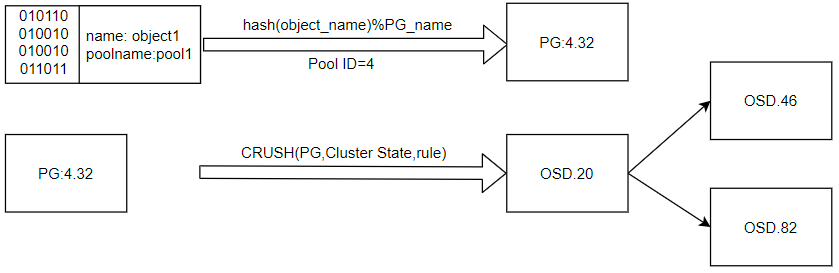 010110
010010
010010
011011
name: object1
poolname:pool1
hash(object_name)%PG_name
Pool ID=4
PG:4.32
PG:4.32
CRUSH(PG,Cluster State,rule)
OSD.20
OSD.46
OSD.82